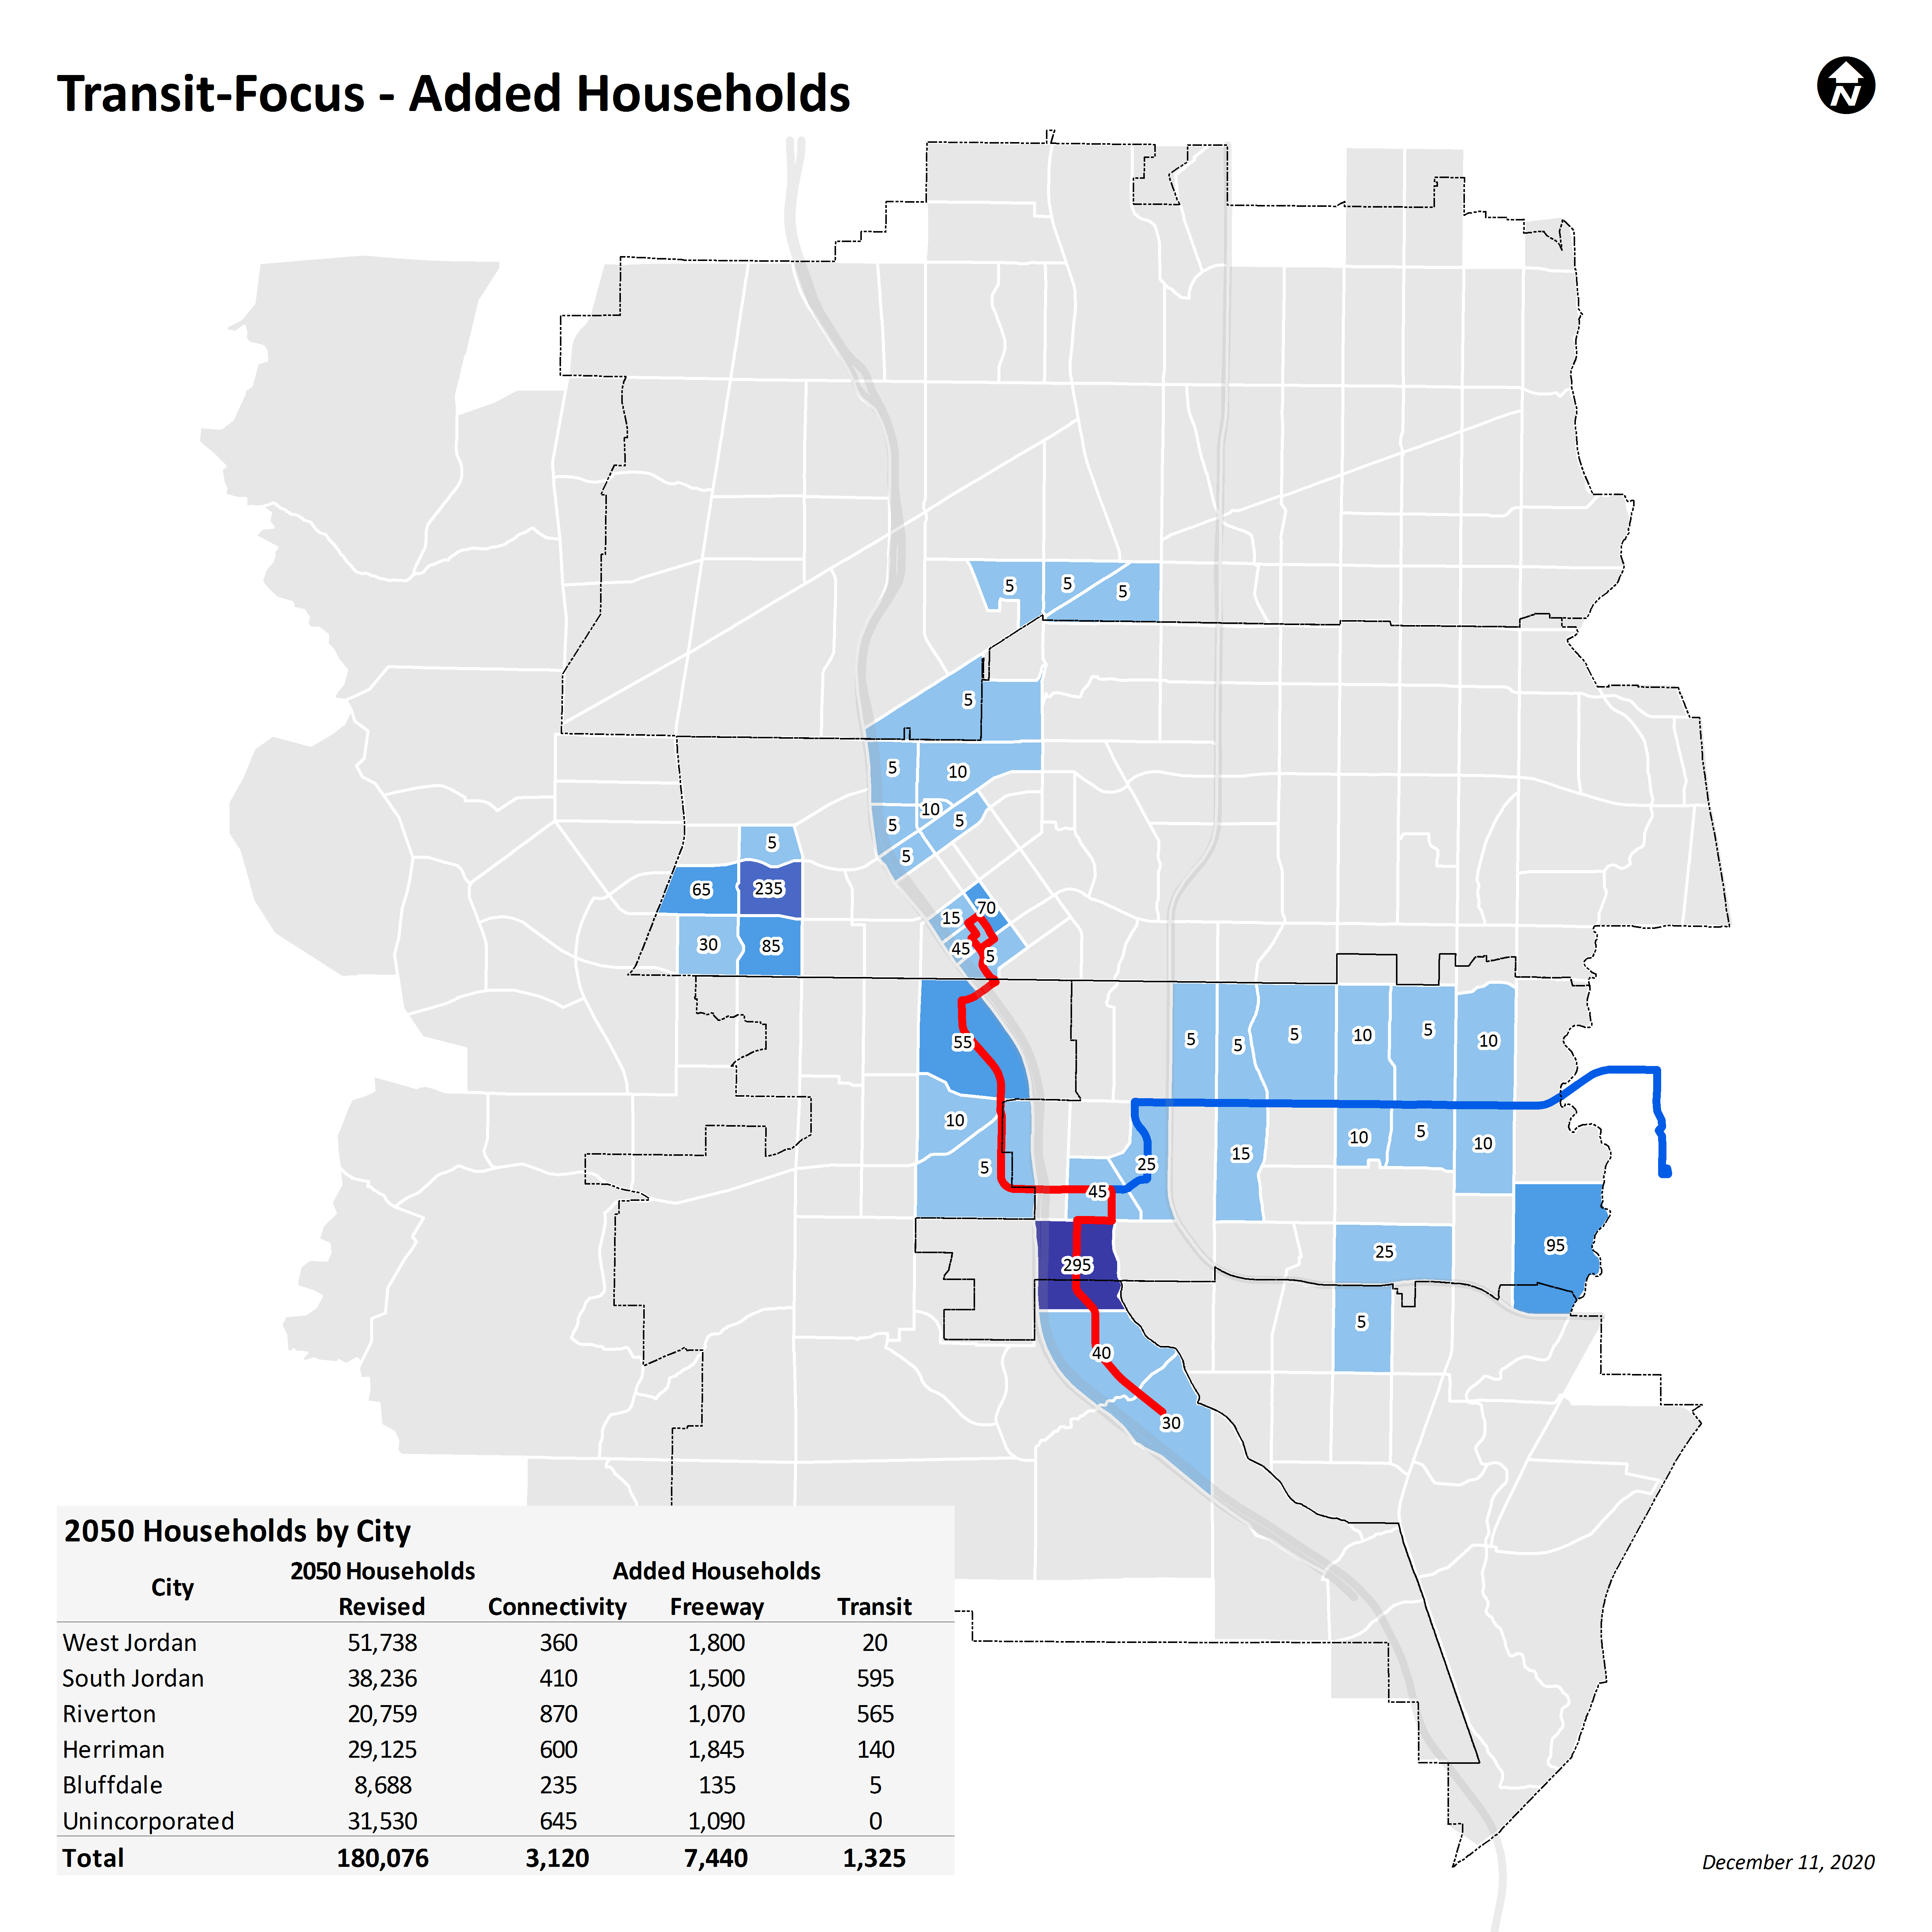 Transit-Focus - Added Households
N
5
5
5
5
5
10
10
5
5
5
5
65
235
70
15
30
85
45
5
55
5
5
5
10
5
10
10
5
10
5
10
15
25
5
45
25
95
295
5
40
30
2050 Households by City
2050 Households Added Households
City
Revised Connectivity Freeway Transit
West Jordan 51,738 360 1,800 20
South Jordan 38,236 410 1,500 595
Riverton 20,759 870 1,070 565
Herriman 29,125 600 1,845 140
Bluffdale 8,688 235 135 5
Unincorporated 31,530 645 1,090 0
Total 180,076 3,120 7,440 1,325
December 11, 2020